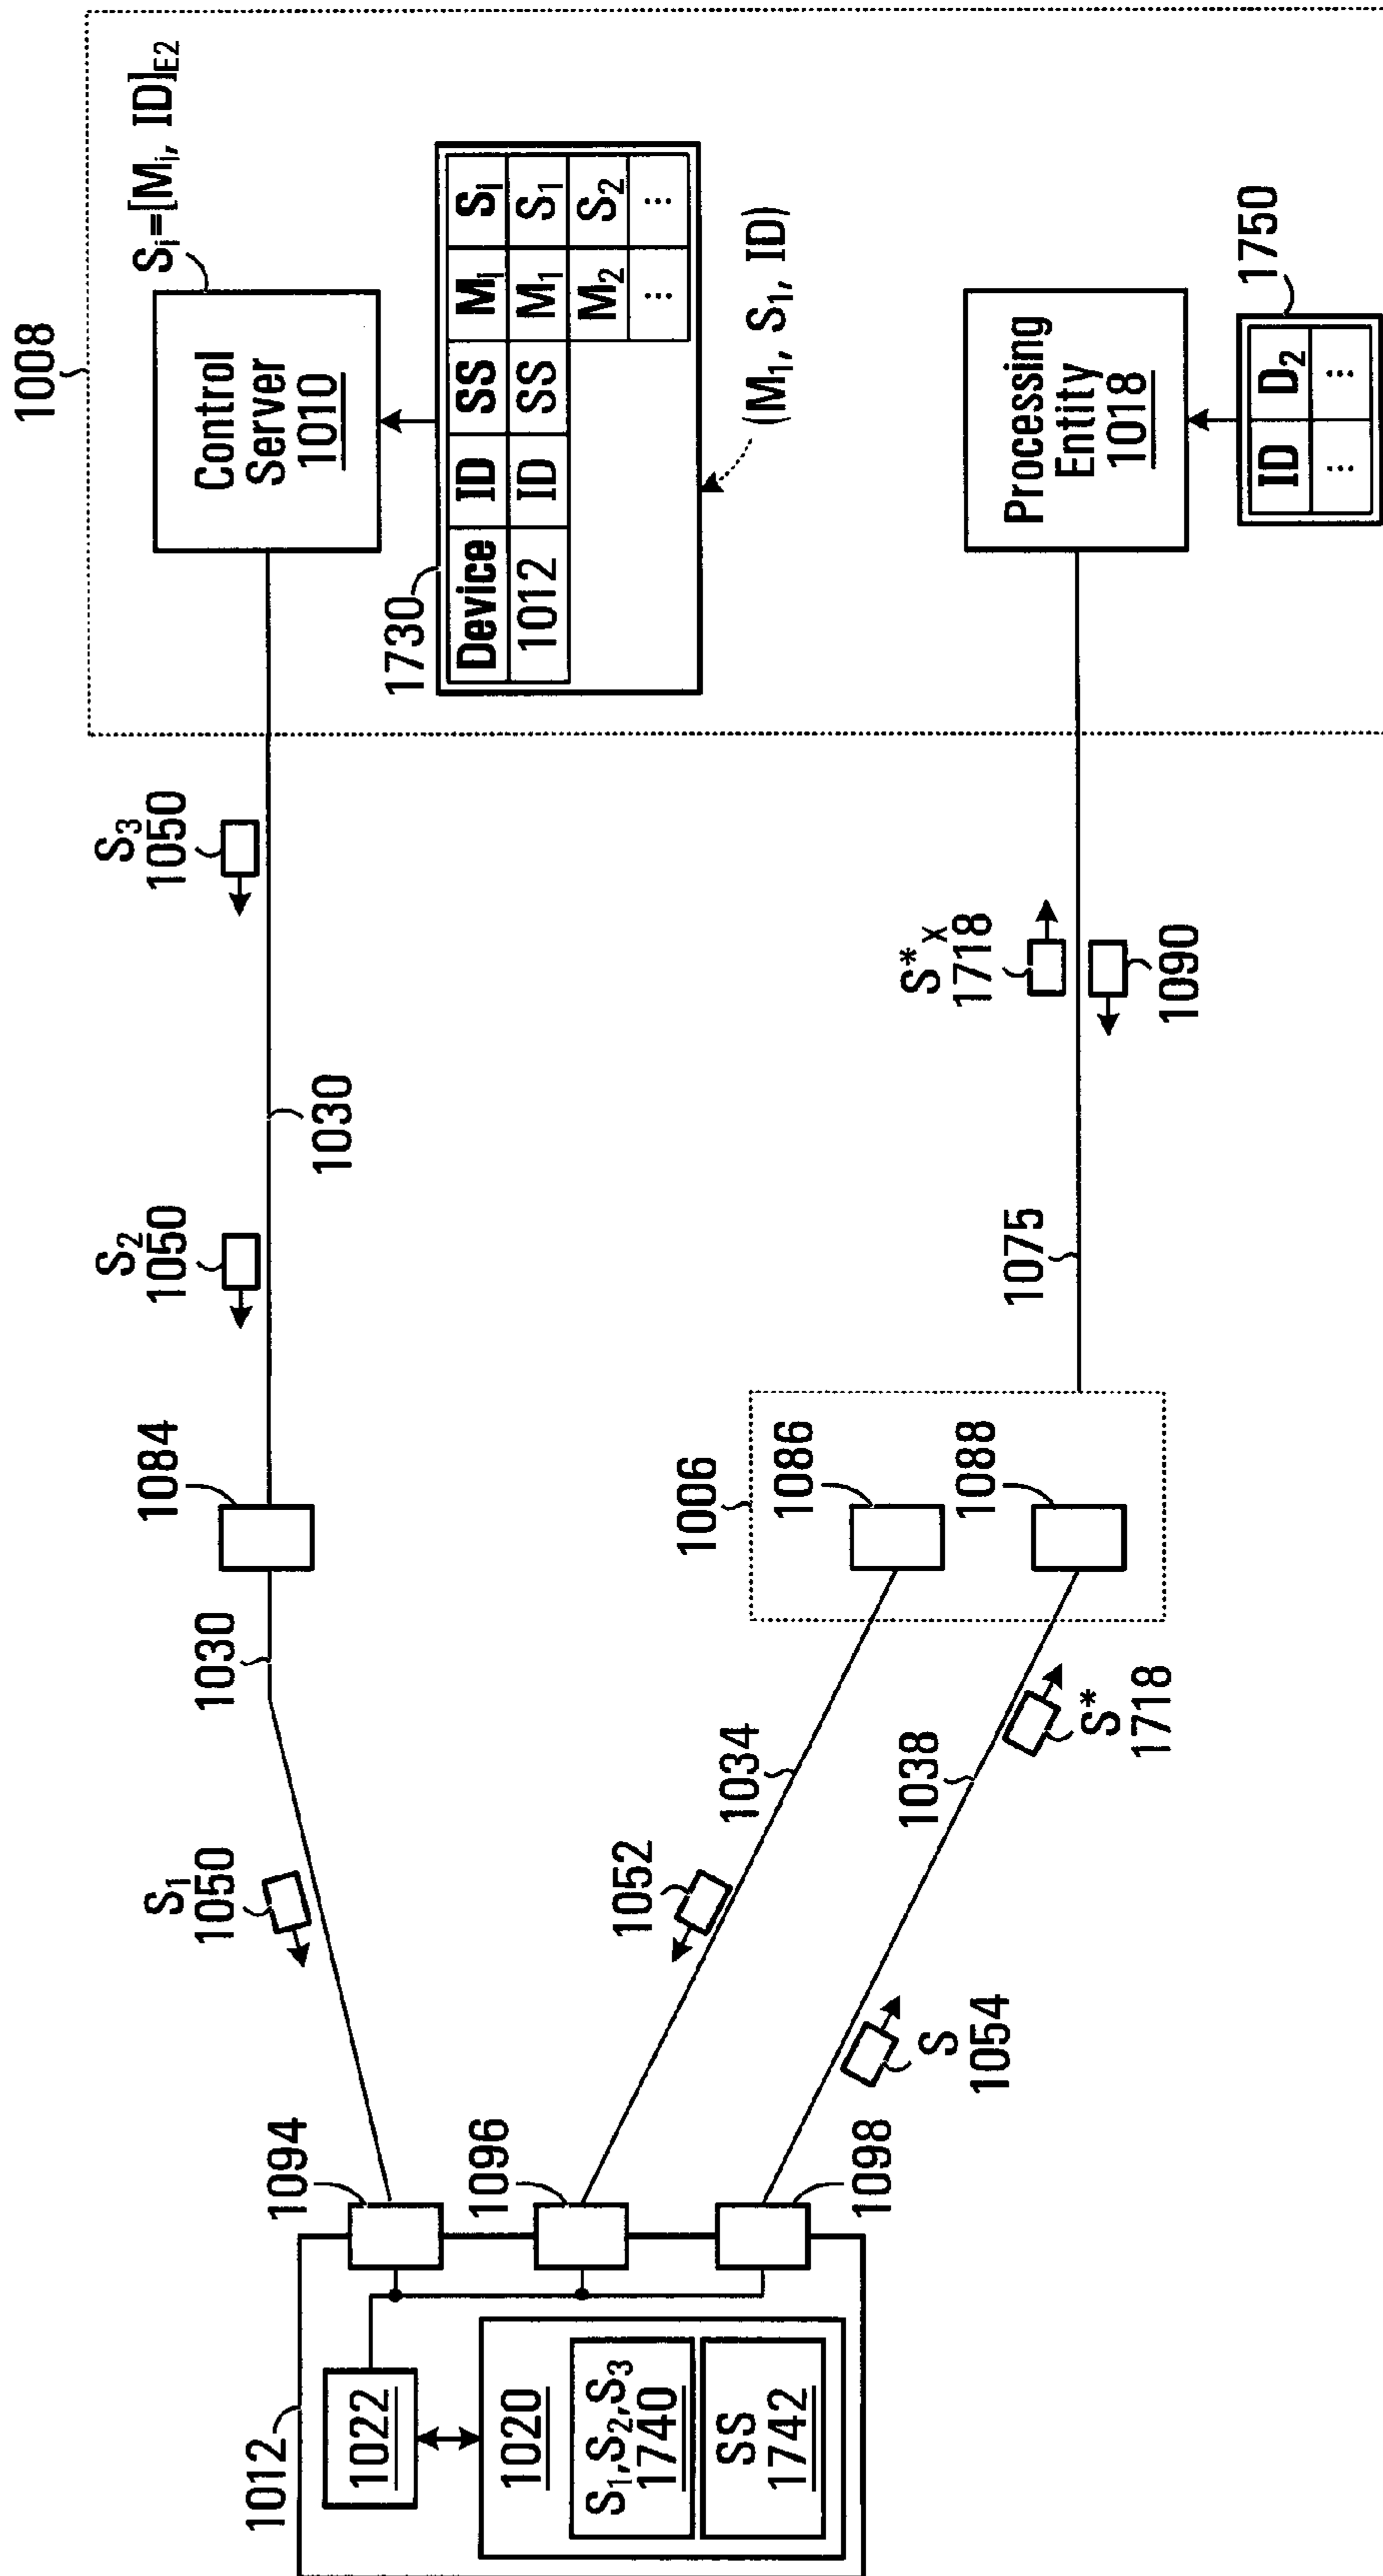 1008
Sᵢ=[Mᵢ, ID]E2
Control
Server
1010
1730
Device ID SS Mᵢ Sᵢ
1012 ID SS M₁ S₁
M₂ S₂
⋮ ⋮
(M₁, S₁, ID)
Processing
Entity
1018
1750
ID D₂
⋮ ⋮
S₃
1050
1030
S₂
1050
1084
1030
S₁
1050
S*x
1718
1090
1075
1006
1086
1088
1034
1052
1038
S*
1718
S
1054
1094
1096
1098
1012
1022
1020
S₁,S₂,S₃
1740
SS
1742